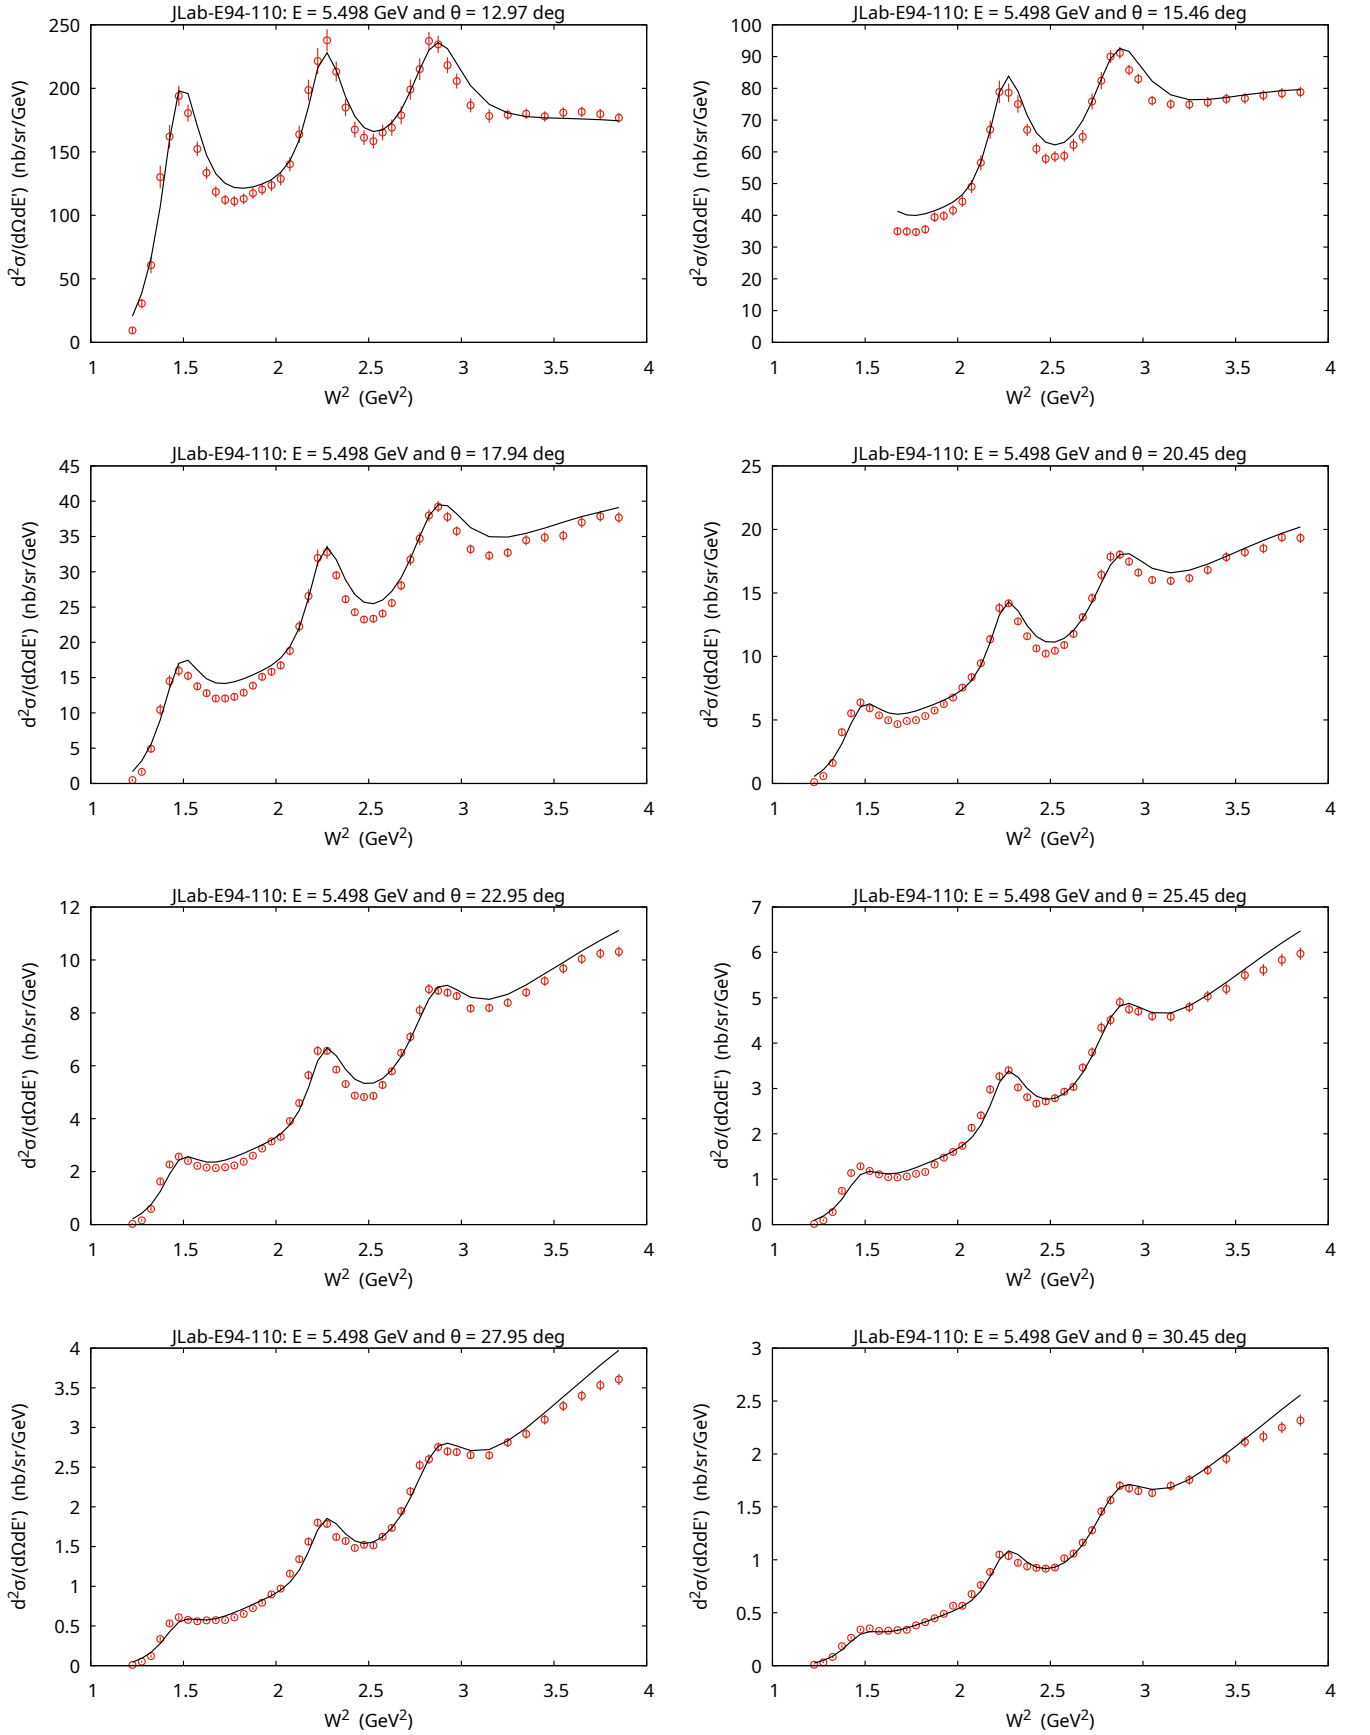 JLab-E94-110: E = 5.498 GeV and θ = 12.97 deg
d²σ/(dΩdE') (nb/sr/GeV)
250
200
150
100
50
0
1 1.5 2 2.5 3 3.5 4
W² (GeV²)
JLab-E94-110: E = 5.498 GeV and θ = 15.46 deg
d²σ/(dΩdE') (nb/sr/GeV)
100
90
80
70
60
50
40
30
20
10
0
1 1.5 2 2.5 3 3.5 4
W² (GeV²)
JLab-E94-110: E = 5.498 GeV and θ = 17.94 deg
d²σ/(dΩdE') (nb/sr/GeV)
45
40
35
30
25
20
15
10
5
0
1 1.5 2 2.5 3 3.5 4
W² (GeV²)
JLab-E94-110: E = 5.498 GeV and θ = 20.45 deg
d²σ/(dΩdE') (nb/sr/GeV)
25
20
15
10
5
0
1 1.5 2 2.5 3 3.5 4
W² (GeV²)
JLab-E94-110: E = 5.498 GeV and θ = 22.95 deg
d²σ/(dΩdE') (nb/sr/GeV)
12
10
8
6
4
2
0
1 1.5 2 2.5 3 3.5 4
W² (GeV²)
JLab-E94-110: E = 5.498 GeV and θ = 25.45 deg
d²σ/(dΩdE') (nb/sr/GeV)
7
6
5
4
3
2
1
0
1 1.5 2 2.5 3 3.5 4
W² (GeV²)
JLab-E94-110: E = 5.498 GeV and θ = 27.95 deg
d²σ/(dΩdE') (nb/sr/GeV)
4
3.5
3
2.5
2
1.5
1
0.5
0
1 1.5 2 2.5 3 3.5 4
W² (GeV²)
JLab-E94-110: E = 5.498 GeV and θ = 30.45 deg
d²σ/(dΩdE') (nb/sr/GeV)
3
2.5
2
1.5
1
0.5
0
1 1.5 2 2.5 3 3.5 4
W² (GeV²)